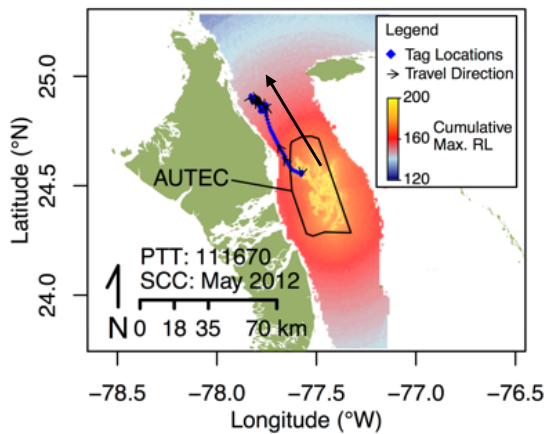 Legend
Tag Locations
Travel Direction
200
160
120
Cumulative
Max. RL
AUTEC
PTT: 111670
SCC: May 2012
N
0 18 35 70 km
25.0
24.5
24.0
Latitude (°N)
−78.5 −78.0 −77.5 −77.0 −76.5
Longitude (°W)